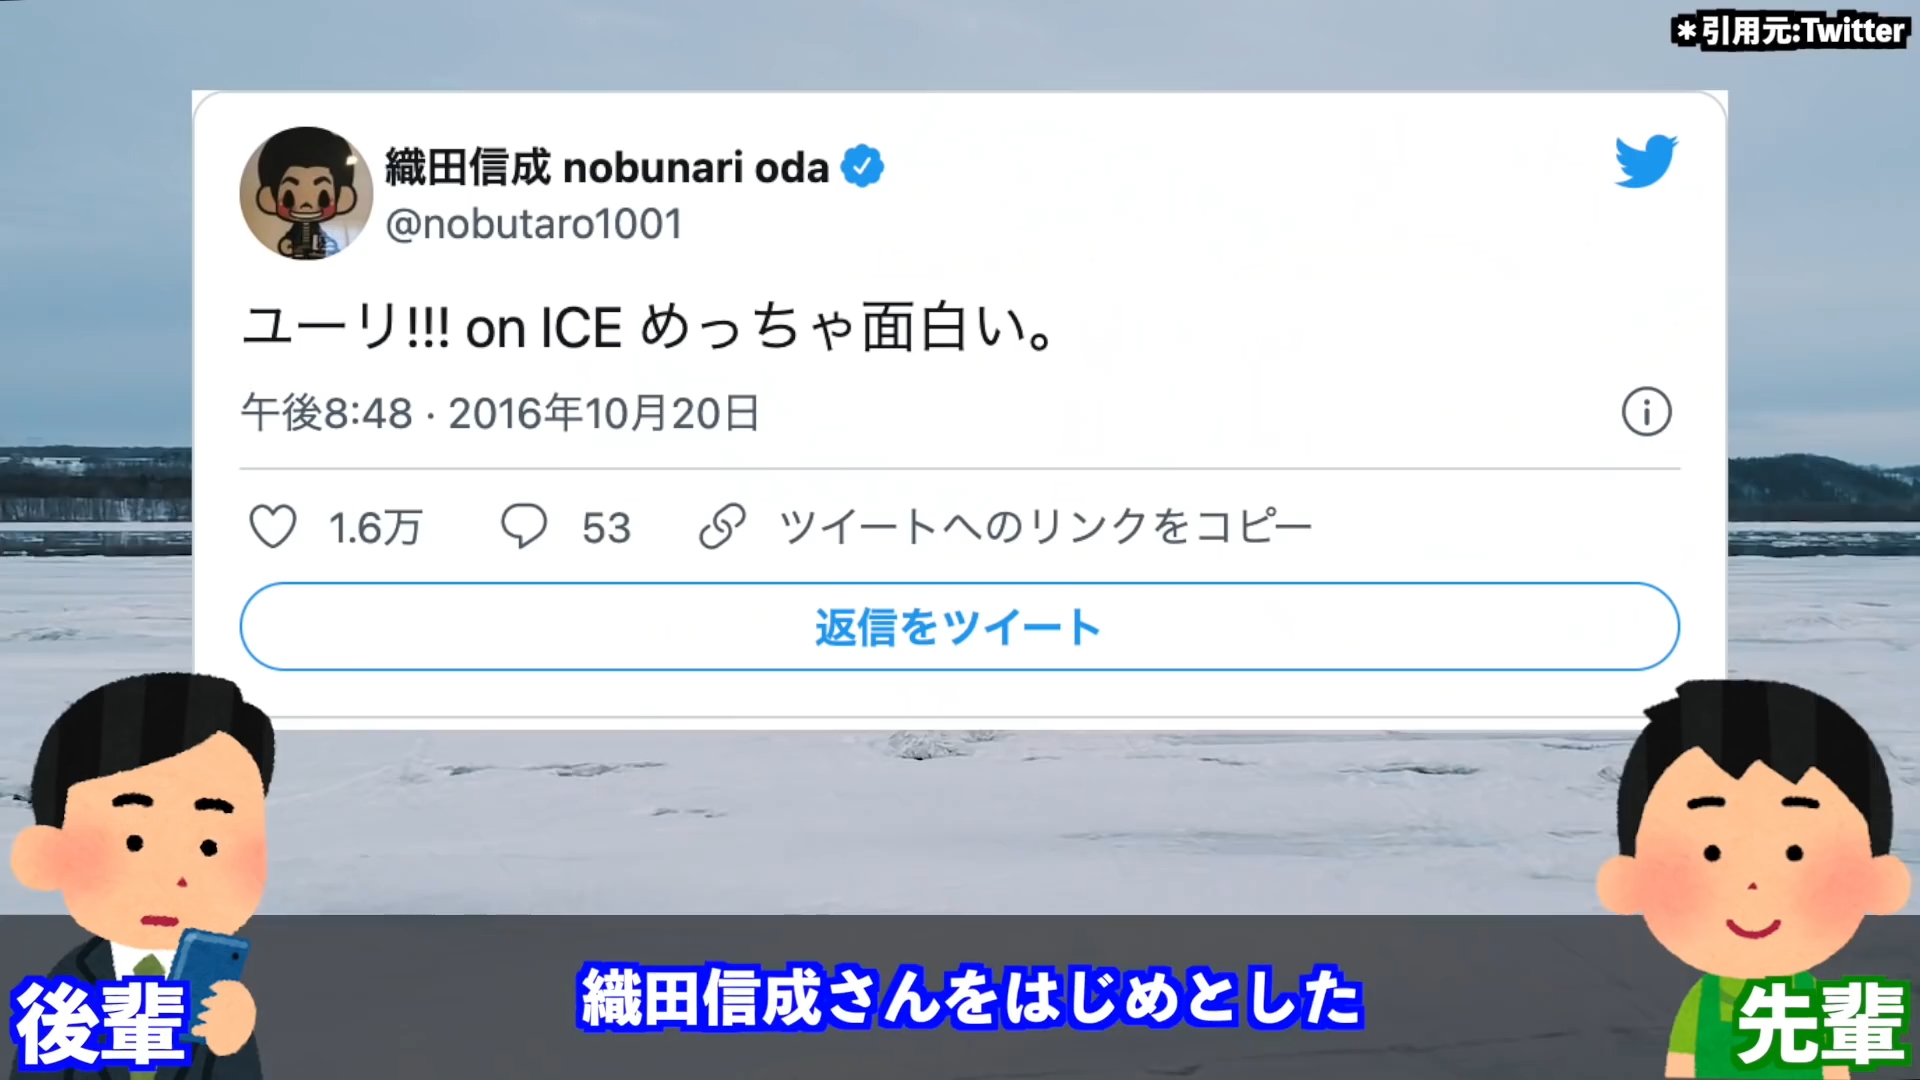 *引用元:Twitter
織田信成 nobunari oda
@nobutaro1001
ユーリ!!! on ICE めっちゃ面白い。
午後8:48 · 2016年10月20日
1.6万 53 ツイートへのリンクをコピー
返信をツイート
織田信成さんをはじめとした
後輩
先輩